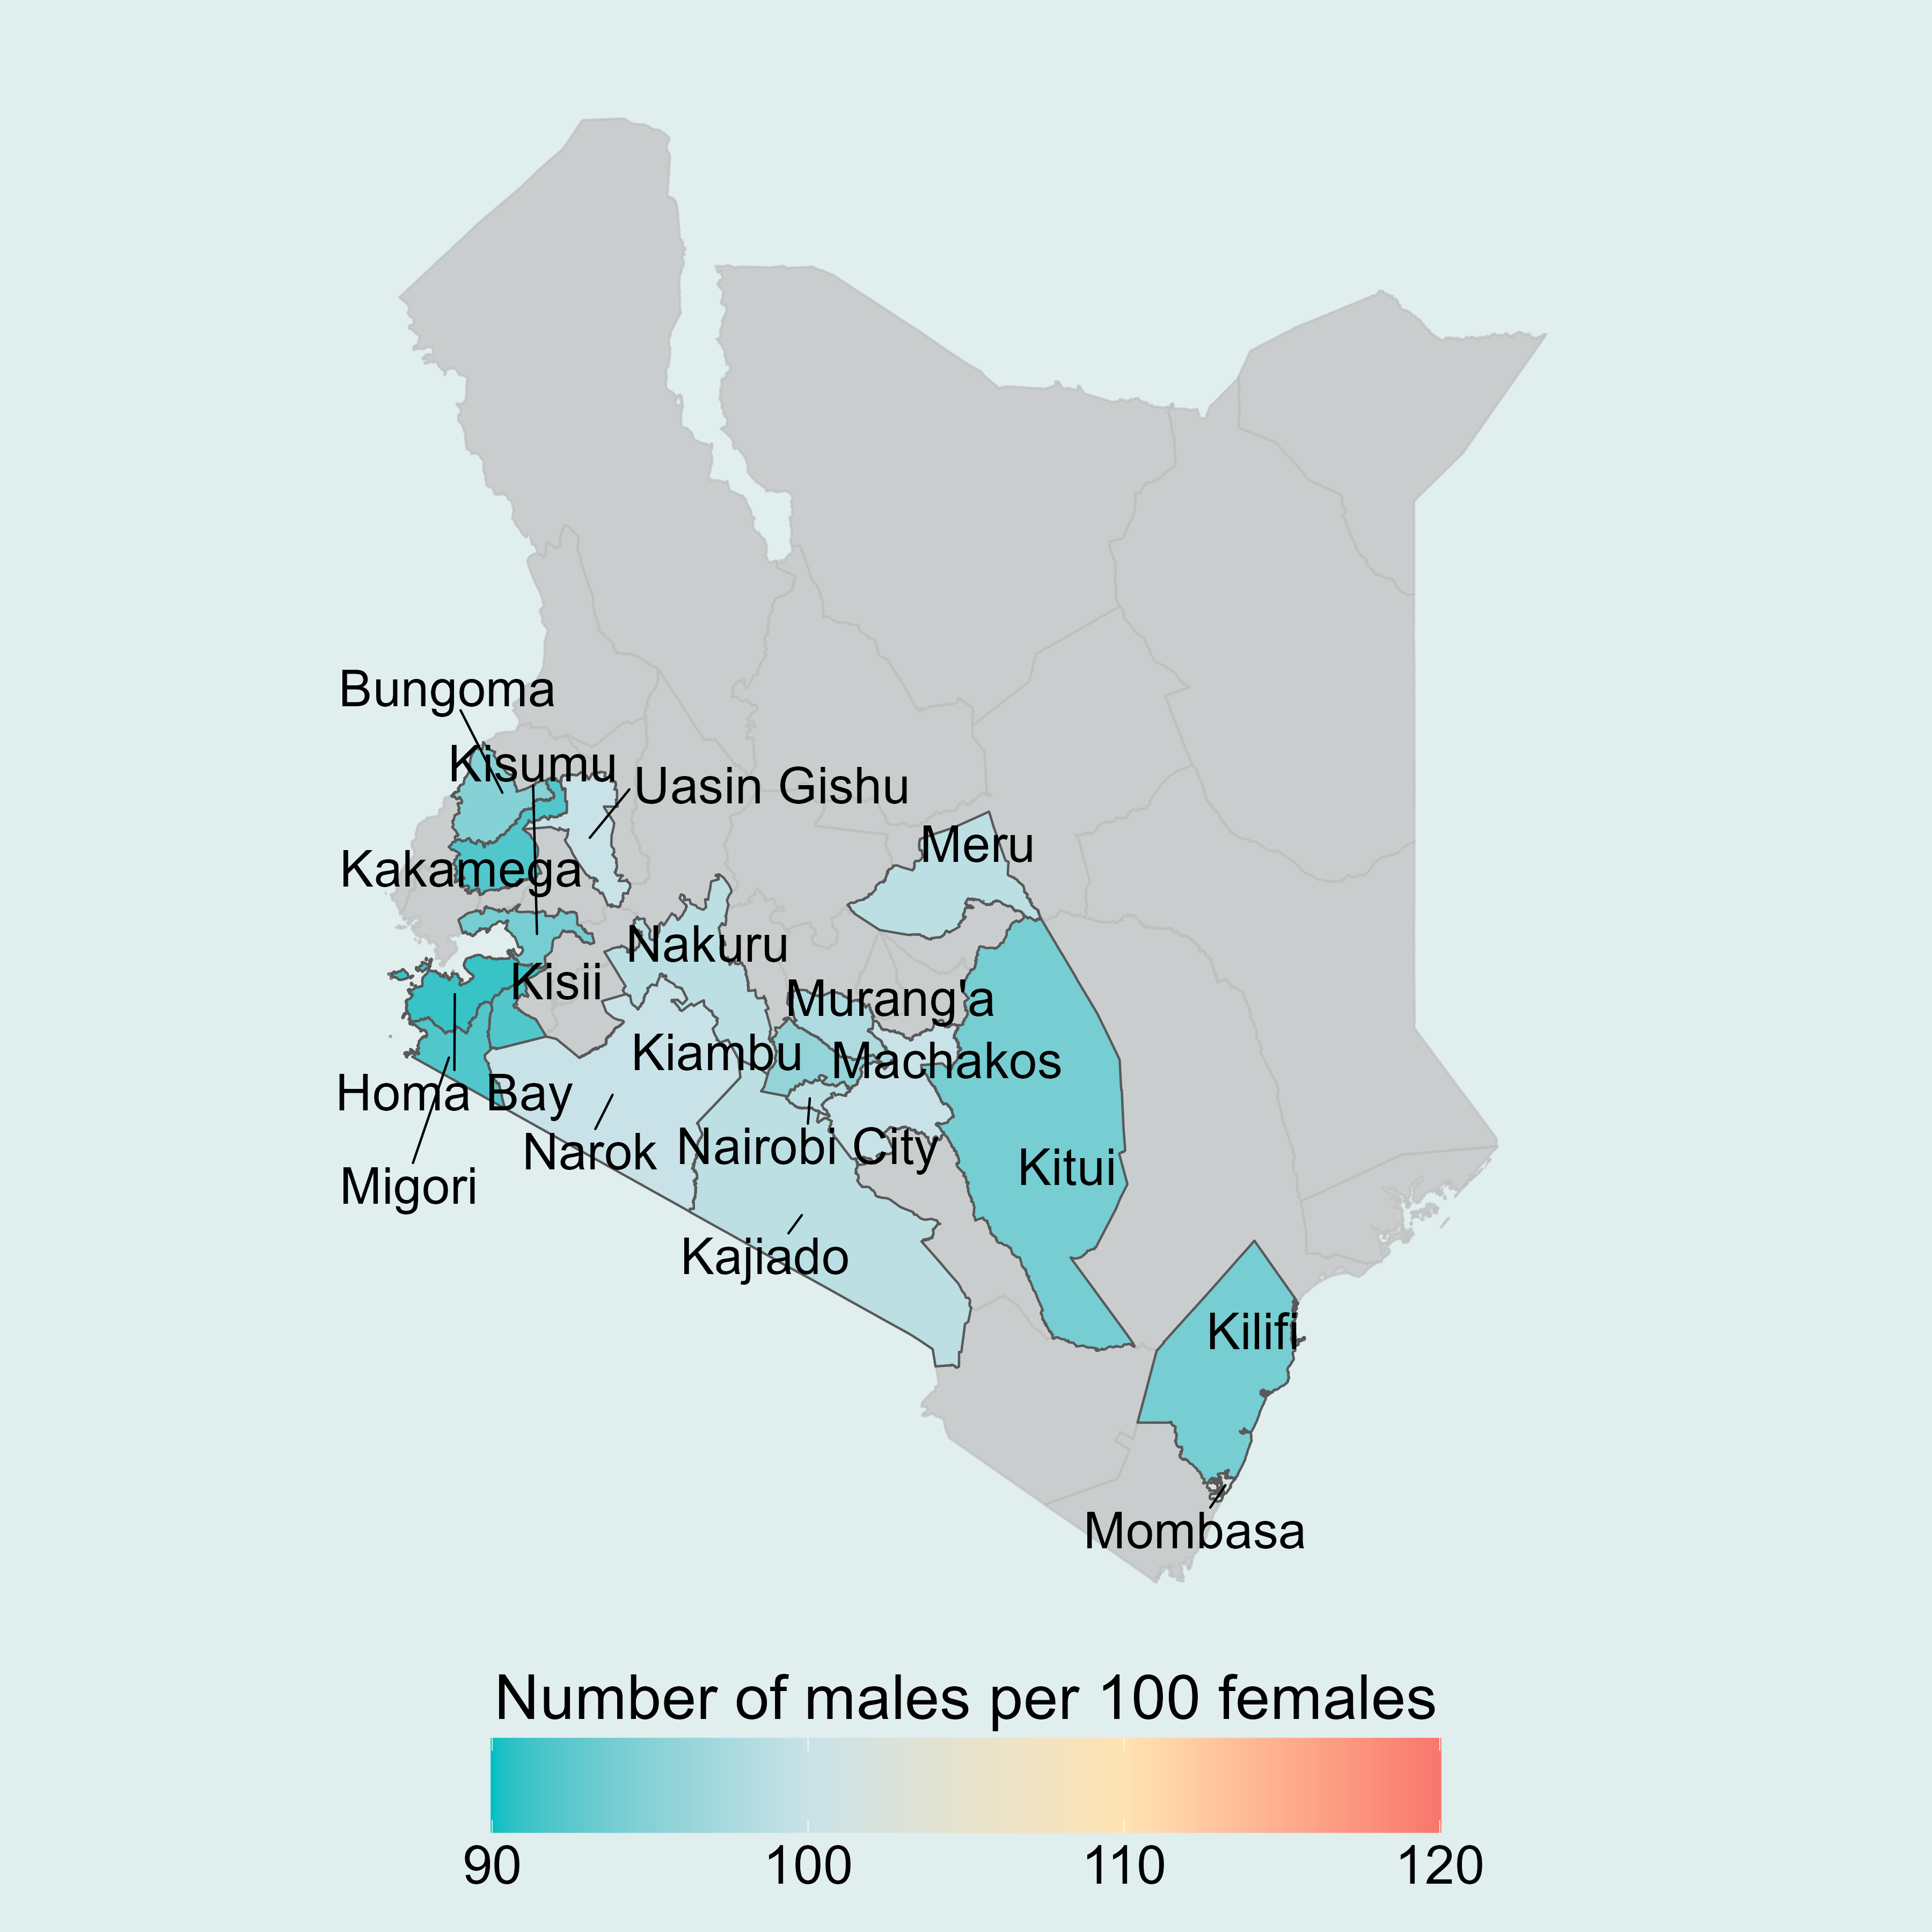 Bungoma
Kisumu
Uasin Gishu
Meru
Kakamega
Nakuru
Kisii
Murang'a
Kiambu
Machakos
Homa Bay
Narok
Nairobi City
Kitui
Migori
Kajiado
Kilifi
Mombasa
Number of males per 100 females
90 100 110 120